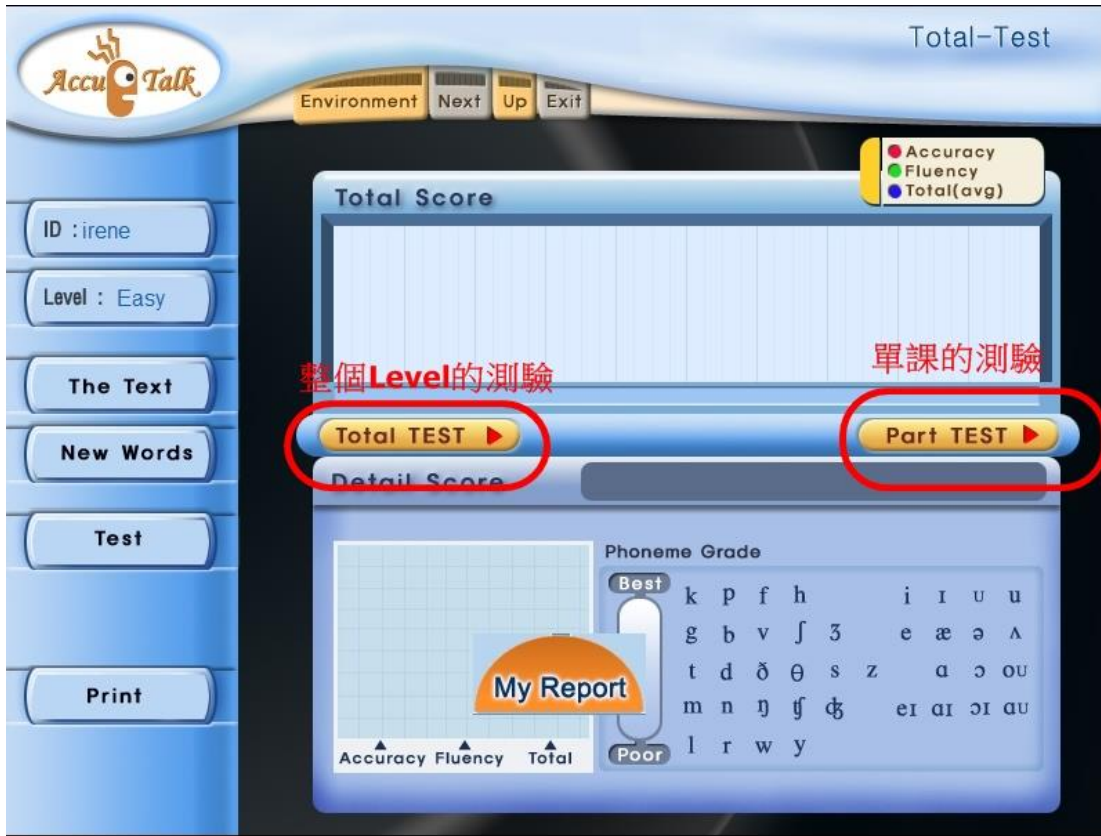 Accu Talk
Total-Test
Environment Next Up Exit
Accuracy
Fluency
Total(avg)
Total Score
ID : irene
Level : Easy
The Text
New Words
Test
Print
整個Level的測驗
單課的測驗
Total TEST
Part TEST
Detail Score
Phoneme Grade
Best
Poor
k p f h i ɪ ʊ u
g b v ʃ ʒ e æ ə ʌ
t d ð θ s z ɑ ɔ oʊ
m n ŋ ʧ ʤ eɪ ɑɪ ɔɪ ɑʊ
l r w y
My Report
Accuracy Fluency Total